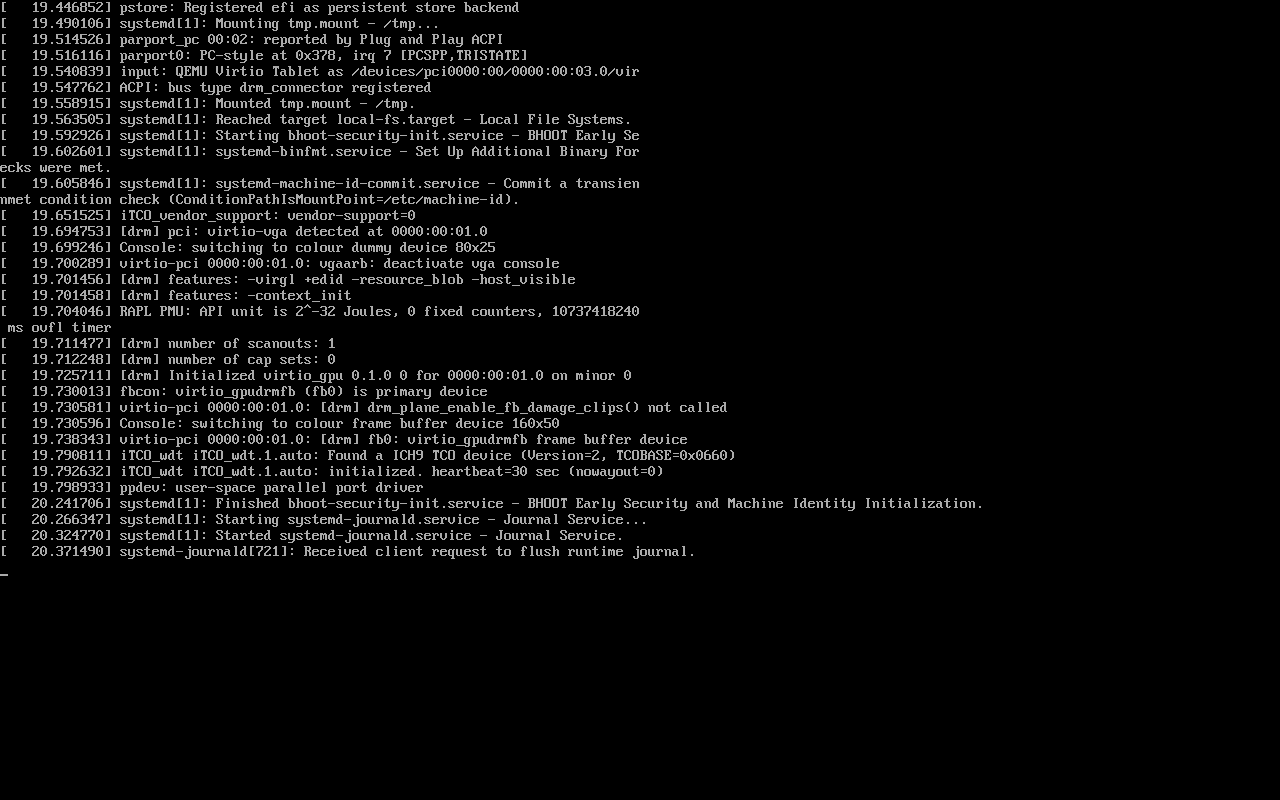 [   19.446852] pstore: Registered efi as persistent store backend
[   19.490106] systemd[1]: Mounting tmp.mount - /tmp...
[   19.514526] parport_pc 00:02: reported by Plug and Play ACPI
[   19.516116] parport0: PC-style at 0x378, irq 7 [PCSPP,TRISTATE]
[   19.540839] input: QEMU Virtio Tablet as /devices/pci0000:00/0000:00:03.0/vir
[   19.547762] ACPI: bus type drm_connector registered
[   19.558915] systemd[1]: Mounted tmp.mount - /tmp.
[   19.563505] systemd[1]: Reached target local-fs.target - Local File Systems.
[   19.592926] systemd[1]: Starting bhoot-security-init.service - BHOOT Early Se
[   19.602601] systemd[1]: systemd-binfmt.service - Set Up Additional Binary For
ecks were met.
[   19.605846] systemd[1]: systemd-machine-id-commit.service - Commit a transien
nmet condition check (ConditionPathIsMountPoint=/etc/machine-id).
[   19.651525] iTCO_vendor_support: vendor-support=0
[   19.694753] [drm] pci: virtio-vga detected at 0000:00:01.0
[   19.699246] Console: switching to colour dummy device 80x25
[   19.700289] virtio-pci 0000:00:01.0: vgaarb: deactivate vga console
[   19.701456] [drm] features: -virgl +edid -resource_blob -host_visible
[   19.701458] [drm] features: -context_init
[   19.704046] RAPL PMU: API unit is 2^-32 Joules, 0 fixed counters, 10737418240
 ms ovfl timer
[   19.711477] [drm] number of scanouts: 1
[   19.712248] [drm] number of cap sets: 0
[   19.725711] [drm] Initialized virtio_gpu 0.1.0 0 for 0000:00:01.0 on minor 0
[   19.730013] fbcon: virtio_gpudrmfb (fb0) is primary device
[   19.730581] virtio-pci 0000:00:01.0: [drm] drm_plane_enable_fb_damage_clips() not called
[   19.730596] Console: switching to colour frame buffer device 160x50
[   19.738343] virtio-pci 0000:00:01.0: [drm] fb0: virtio_gpudrmfb frame buffer device
[   19.790811] iTCO_wdt iTCO_wdt.1.auto: Found a ICH9 TCO device (Version=2, TCOBASE=0x0660)
[   19.792632] iTCO_wdt iTCO_wdt.1.auto: initialized. heartbeat=30 sec (nowayout=0)
[   19.798933] ppdev: user-space parallel port driver
[   20.241706] systemd[1]: Finished bhoot-security-init.service - BHOOT Early Security and Machine Identity Initialization.
[   20.266347] systemd[1]: Starting systemd-journald.service - Journal Service...
[   20.324770] systemd[1]: Started systemd-journald.service - Journal Service.
[   20.371490] systemd-journald[721]: Received client request to flush runtime journal.